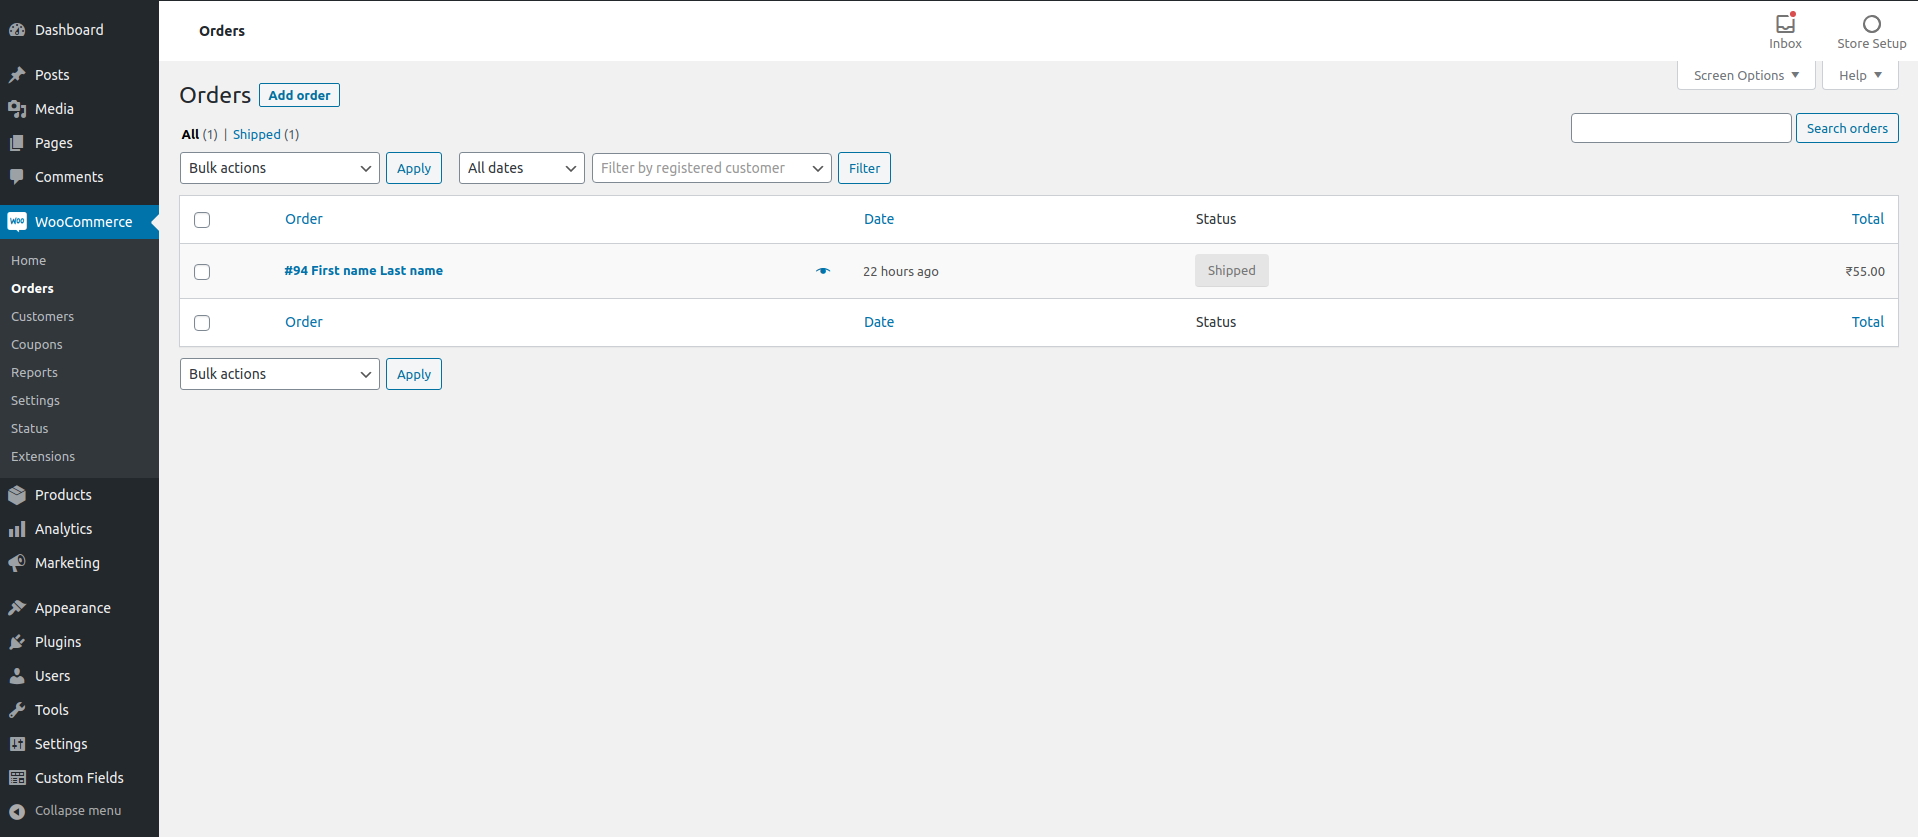 Dashboard
Posts
Media
Pages
Comments
Woo WooCommerce
Home
Orders
Customers
Coupons
Reports
Settings
Status
Extensions
Products
Analytics
Marketing
Appearance
Plugins
Users
Tools
Settings
Custom Fields
Collapse menu
Orders
Inbox
Store Setup
Screen Options ▼
Help ▼
Orders Add order
All (1) | Shipped (1)
Search orders
Bulk actions Apply All dates Filter by registered customer Filter
Order Date Status Total
#94 First name Last name 22 hours ago Shipped ₹55.00
Order Date Status Total
Bulk actions Apply